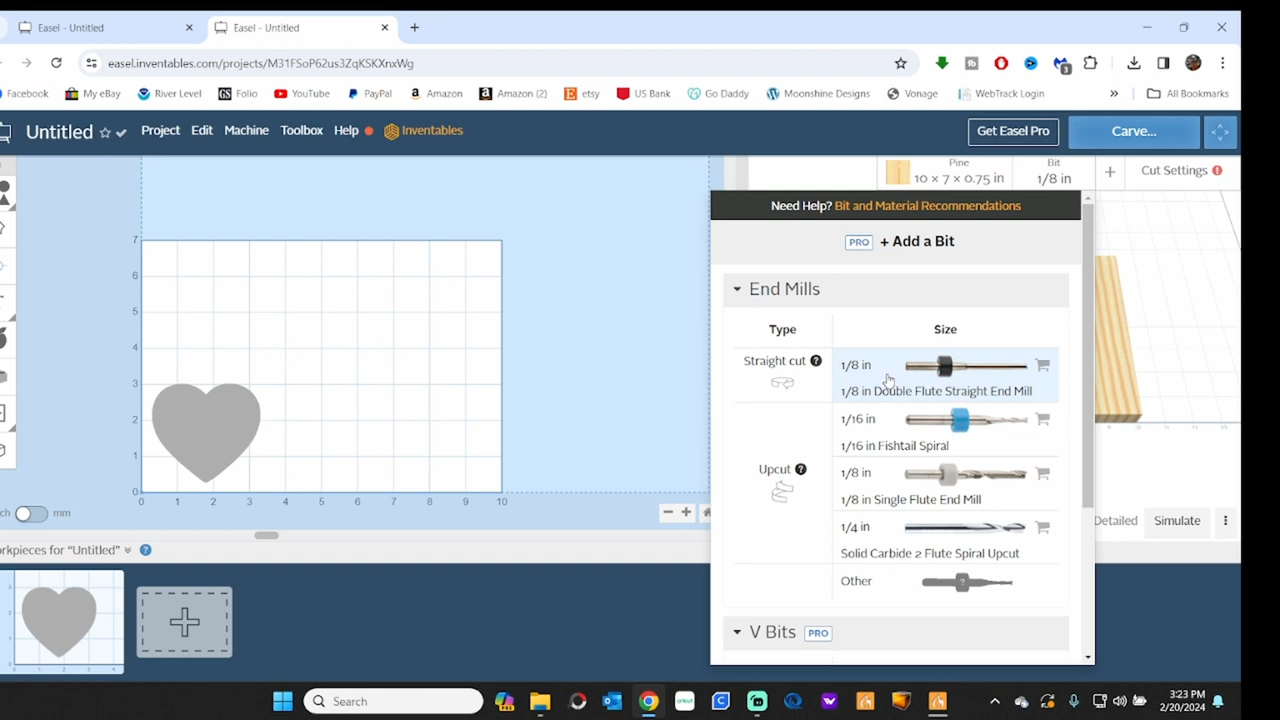 Easel - Untitled
Easel - Untitled
easel.inventables.com/projects/M31FSoP62us3ZqKSKXnxWg
3
Facebook
My eBay
River Level
GS Folio
YouTube
PayPal
Amazon
Amazon (2)
etsy
US Bank
Go Daddy
Moonshine Designs
Vonage
WebTrack Login
All Bookmarks
Untitled
Project
Edit
Machine
Toolbox
Help
Inventables
Get Easel Pro
Carve...
Pine
10 × 7 × 0.75 in
Bit
1/8 in
Cut Settings
Need Help? Bit and Material Recommendations
PRO + Add a Bit
End Mills
Type
Size
Straight cut
1/8 in
1/8 in Double Flute Straight End Mill
1/16 in
1/16 in Fishtail Spiral
Upcut
1/8 in
1/8 in Single Flute End Mill
1/4 in
Solid Carbide 2 Flute Spiral Upcut
Other
V Bits PRO
7
6
5
4
3
2
1
0
0 1 2 3 4 5 6 7 8 9 10
ch
mm
Detailed
Simulate
orkpieces for "Untitled"
Search
3:23 PM
2/20/2024